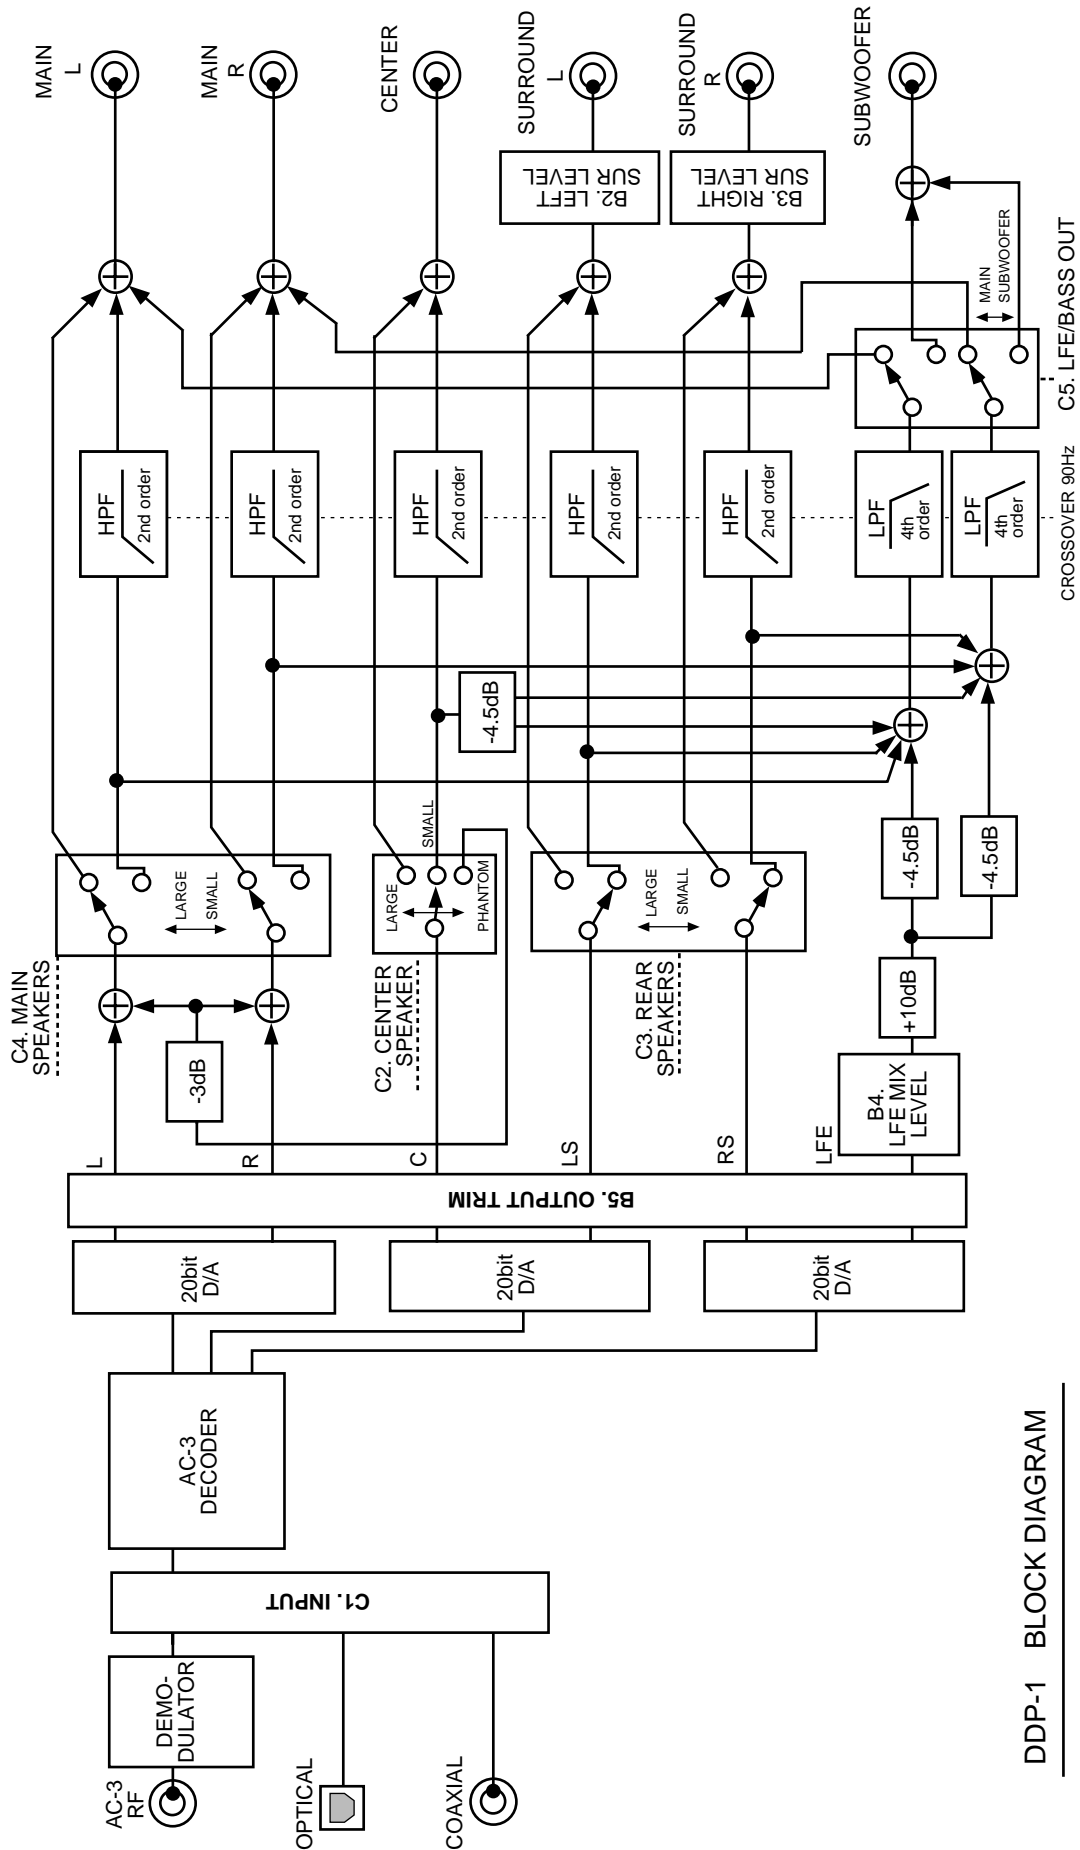 AC-3
RF
DEMO-
DULATOR
OPTICAL
COAXIAL
C1. INPUT
AC-3
DECODER
20bit
D/A
20bit
D/A
20bit
D/A
B5. OUTPUT TRIM
L
R
C
LS
RS
LFE
C4. MAIN
SPEAKERS
-3dB
LARGE
SMALL
C2. CENTER
SPEAKER
LARGE
SMALL
PHANTOM
C3. REAR
SPEAKERS
LARGE
SMALL
B4.
LFE MIX
LEVEL
+10dB
-4.5dB
-4.5dB
-4.5dB
HPF
2nd order
HPF
2nd order
HPF
2nd order
HPF
2nd order
HPF
2nd order
LPF
4th
order
LPF
4th
order
CROSSOVER 90Hz
C5. LFE/BASS OUT
MAIN
SUBWOOFER
B2. LEFT
SUR LEVEL
B3. RIGHT
SUR LEVEL
MAIN
L
MAIN
R
CENTER
SURROUND
L
SURROUND
R
SUBWOOFER
DDP-1 BLOCK DIAGRAM